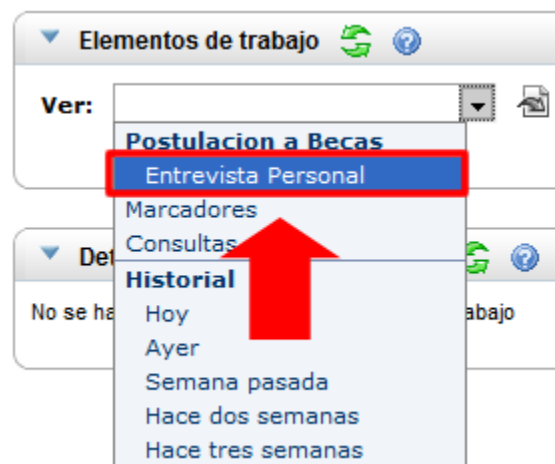 Elementos de trabajo
Ver:
Postulacion a Becas
Entrevista Personal
Marcadores
Consultas
Det
Historial
No se ha
abajo
Hoy
Ayer
Semana pasada
Hace dos semanas
Hace tres semanas